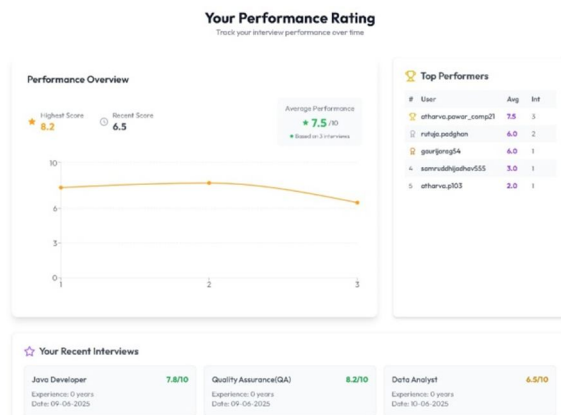 Your Performance Rating
Track your interview performance over time
Performance Overview
Highest Score
8.2
Recent Score
6.5
Average Performance
★ 7.5/10
● Based on 3 interviews
10
6
3
0
1 2 3
Top Performers
# User Avg Int
atharva.pawar_comp21 7.5 3
rutuja.padghan 6.0 2
gaurijorag54 6.0 1
4 samruddhijadhav555 3.0 1
5 atharva.p103 2.0 1
Your Recent Interviews
Java Developer 7.8/10
Experience: 0 years
Date: 09-06-2025
Quality Assurance(QA) 8.2/10
Experience: 0 years
Date: 09-06-2025
Data Analyst 6.5/10
Experience: 0 years
Date: 10-06-2025